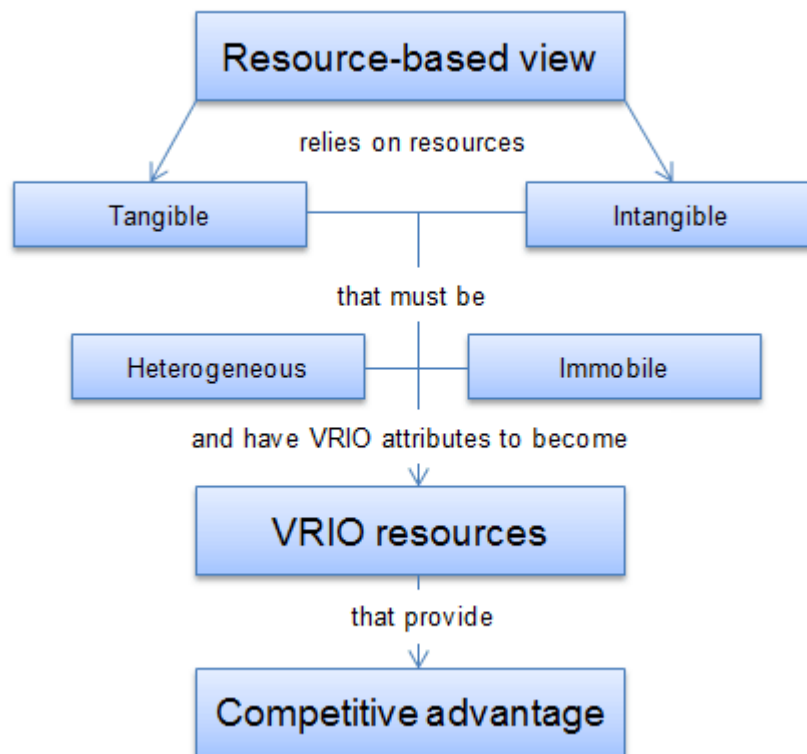 Resource-based view
relies on resources
Tangible
Intangible
that must be
Heterogeneous
Immobile
and have VRIO attributes to become
VRIO resources
that provide
Competitive advantage